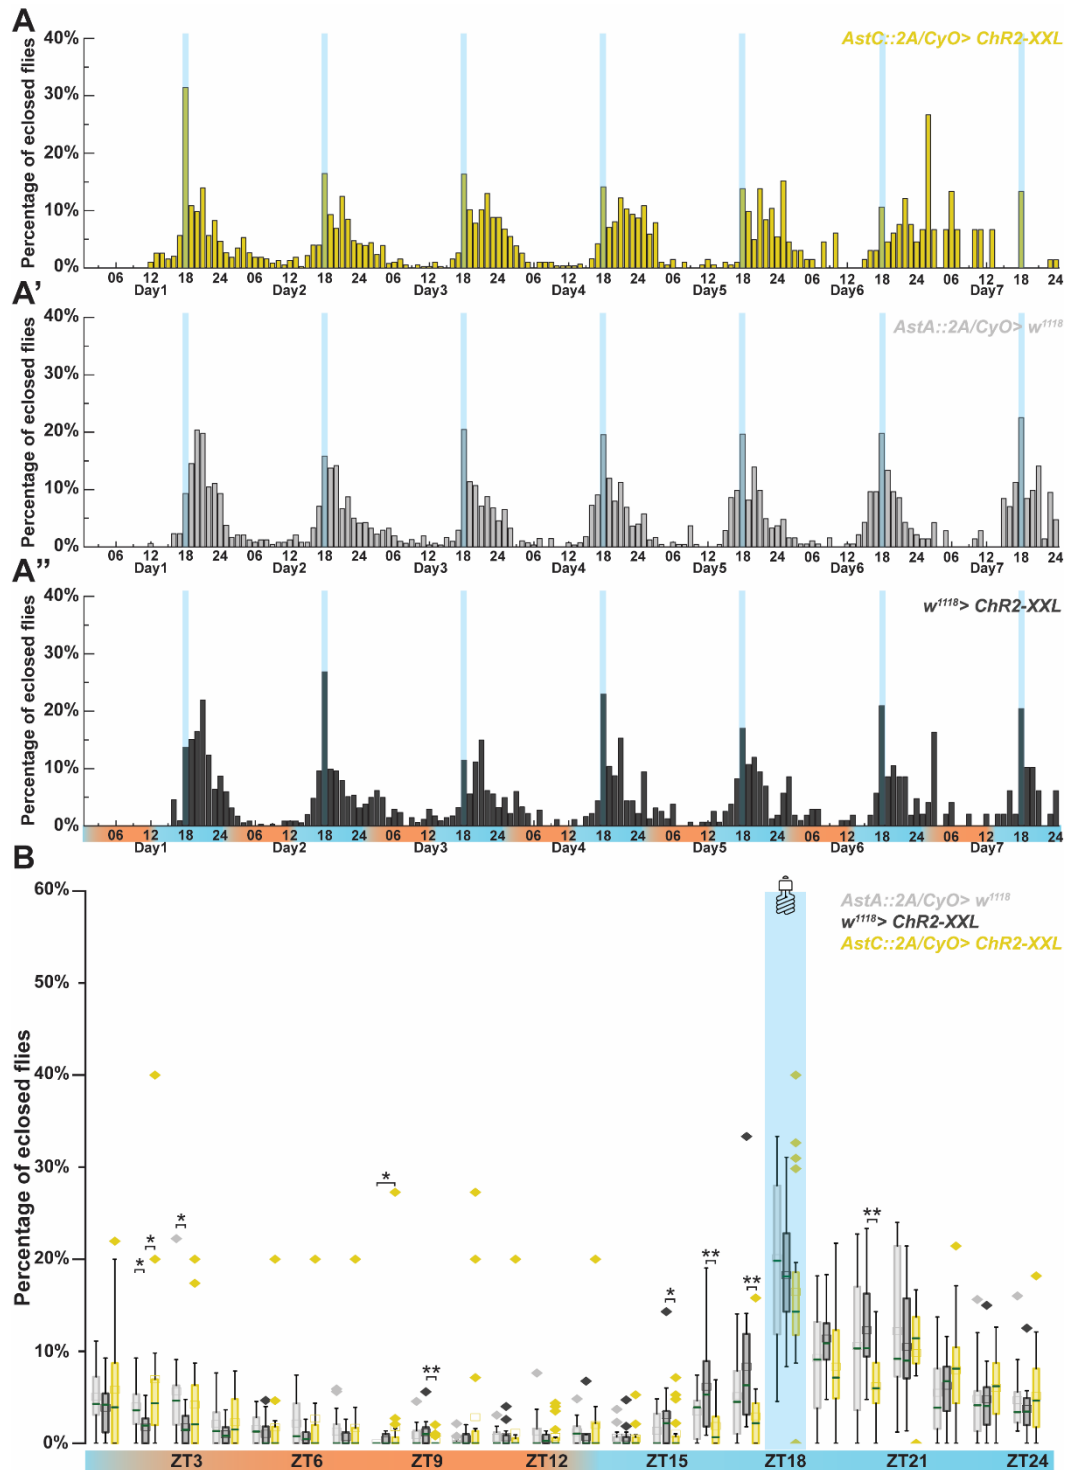 A
AstC::2A/CyO> ChR2-XXL
Percentage of eclosed flies
40%
30%
20%
10%
0%
06 12 18 24 06 12 18 24 06 12 18 24 06 12 18 24 06 12 18 24 06 12 18 24 06 12 18 24
Day1 Day2 Day3 Day4 Day5 Day6 Day7
A'
AstA::2A/CyO> w1118
Percentage of eclosed flies
40%
30%
20%
10%
0%
06 12 18 24 06 12 18 24 06 12 18 24 06 12 18 24 06 12 18 24 06 12 18 24 06 12 18 24
Day1 Day2 Day3 Day4 Day5 Day6 Day7
A"
w1118> ChR2-XXL
Percentage of eclosed flies
40%
30%
20%
10%
0%
06 12 18 24 06 12 18 24 06 12 18 24 06 12 18 24 06 12 18 24 06 12 18 24 06 12 18 24
Day1 Day2 Day3 Day4 Day5 Day6 Day7
B
AstA::2A/CyO> w1118
w1118> ChR2-XXL
AstC::2A/CyO> ChR2-XXL
Percentage of eclosed flies
60%
50%
40%
30%
20%
10%
0%
* * * * ** * ** ** **
ZT3 ZT6 ZT9 ZT12 ZT15 ZT18 ZT21 ZT24